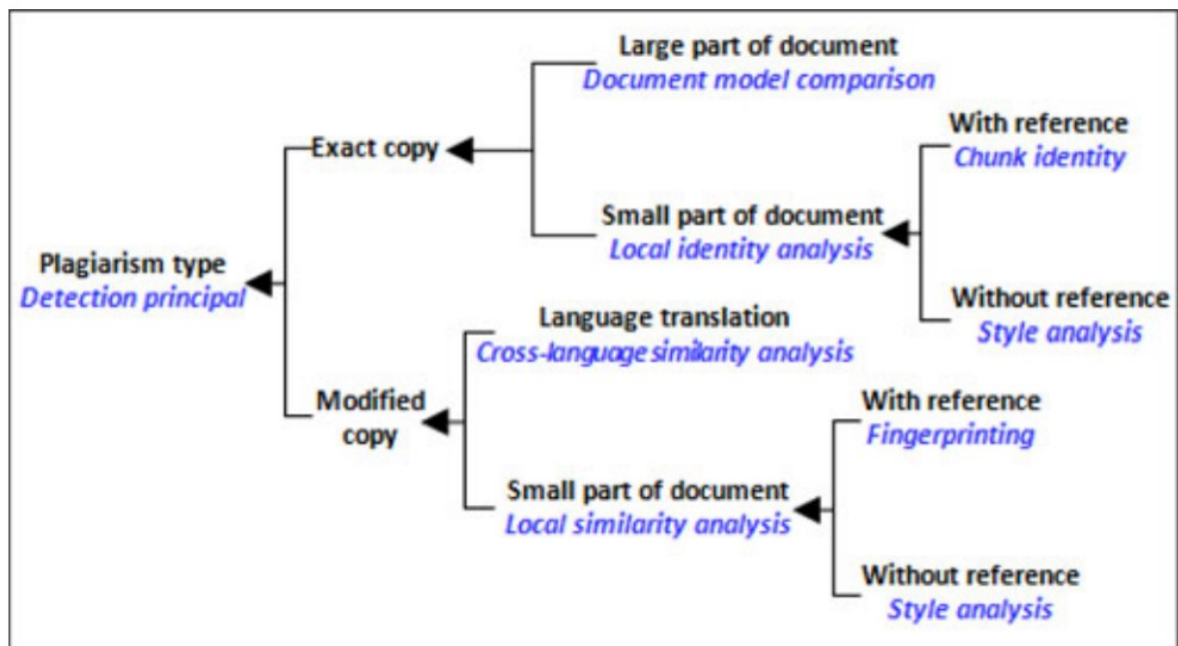 Large part of document
Document model comparison
With reference
Chunk identity
Exact copy
Small part of document
Local identity analysis
Plagiarism type
Detection principal
Without reference
Style analysis
Language translation
Cross-language similarity analysis
Modified
copy
With reference
Fingerprinting
Small part of document
Local similarity analysis
Without reference
Style analysis